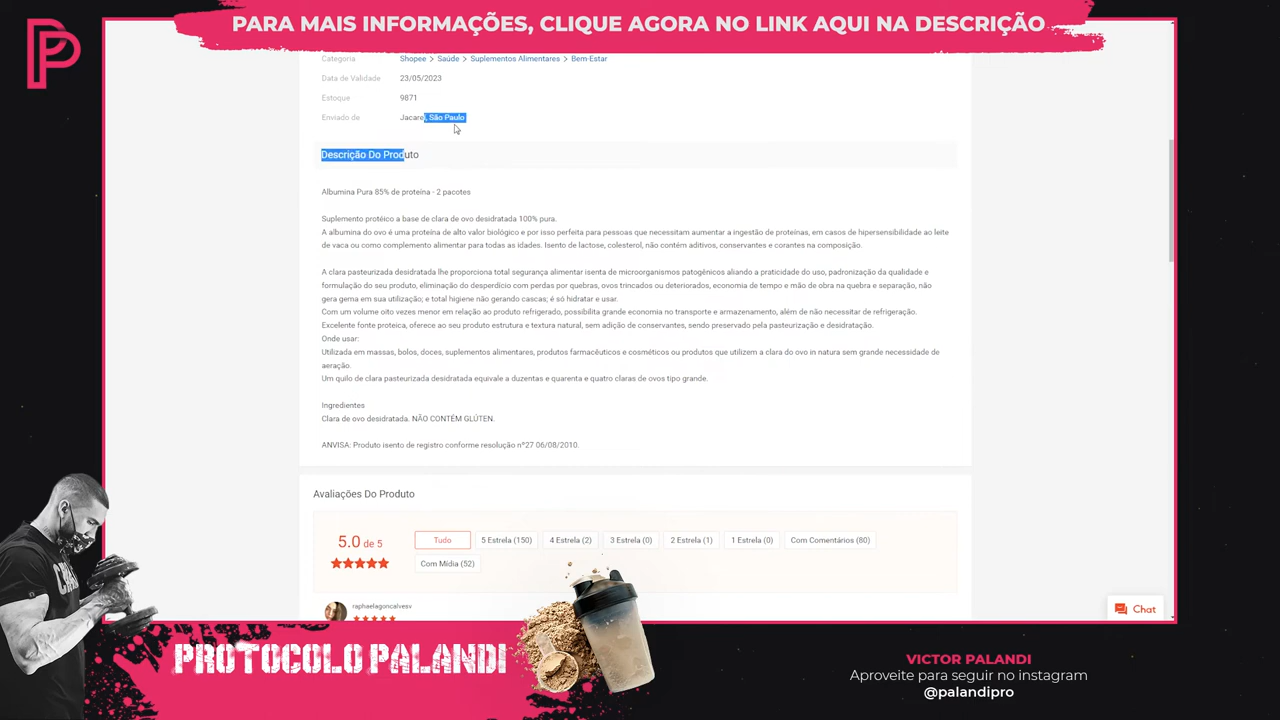 PARA MAIS INFORMAÇÕES, CLIQUE AGORA NO LINK AQUI NA DESCRIÇÃO
Categoria Shopee > Saúde > Suplementos Alimentares > Bem-Estar
Data de Validade 23/05/2023
Estoque 9871
Enviado de Jacareí, São Paulo
Descrição Do Produto
Albumina Pura 85% de proteína - 2 pacotes
Suplemento protéico a base de clara de ovo desidratada 100% pura.
A albumina do ovo é uma proteína de alto valor biológico e por isso perfeita para pessoas que necessitam aumentar a ingestão de proteínas, em casos de hipersensibilidade ao leite
de vaca ou como complemento alimentar para todas as idades. Isento de lactose, colesterol, não contém aditivos, conservantes e corantes na composição.
A clara pasteurizada desidratada lhe proporciona total segurança alimentar isenta de microorganismos patogênicos aliando a praticidade do uso, padronização da qualidade e
formulação do seu produto, eliminação do desperdício com perdas por quebras, ovos trincados ou deteriorados, economia de tempo e mão de obra na quebra e separação, não
gera gema em sua utilização; e total higiene não gerando cascas; é só hidratar e usar.
Com um volume oito vezes menor em relação ao produto refrigerado, possibilita grande economia no transporte e armazenamento, além de não necessitar de refrigeração.
Excelente fonte proteica, oferece ao seu produto estrutura e textura natural, sem adição de conservantes, sendo preservado pela pasteurização e desidratação.
Onde usar:
Utilizada em massas, bolos, doces, suplementos alimentares, produtos farmacêuticos e cosméticos ou produtos que utilizem a clara do ovo in natura sem grande necessidade de
aeração.
Um quilo de clara pasteurizada desidratada equivale a duzentas e quarenta e quatro claras de ovos tipo grande.
Ingredientes
Clara de ovo desidratada. NÃO CONTÉM GLÚTEN.
ANVISA: Produto isento de registro conforme resolução nº27 06/08/2010.
Avaliações Do Produto
5.0 de 5 Tudo 5 Estrela (150) 4 Estrela (2) 3 Estrela (0) 2 Estrela (1) 1 Estrela (0) Com Comentários (80)
Com Mídia (52)
raphaelagoncalvesv
Chat
PROTOCOLO PALANDI
VICTOR PALANDI
Aproveite para seguir no instagram
@palandipro